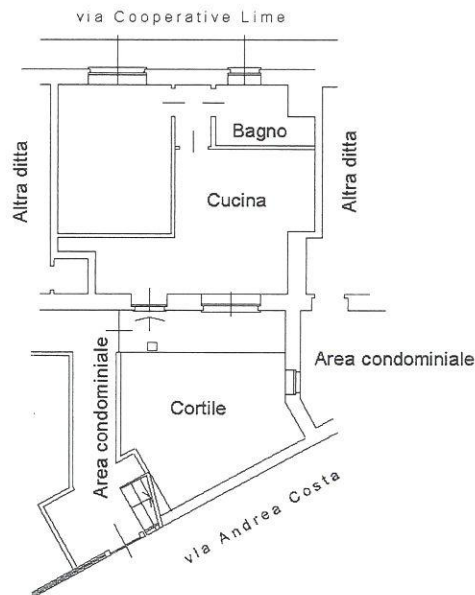 via Cooperative Lime
Altra ditta
Bagno
Cucina
Altra ditta
Area condominiale
Area condominiale
Cortile
via Andrea Costa